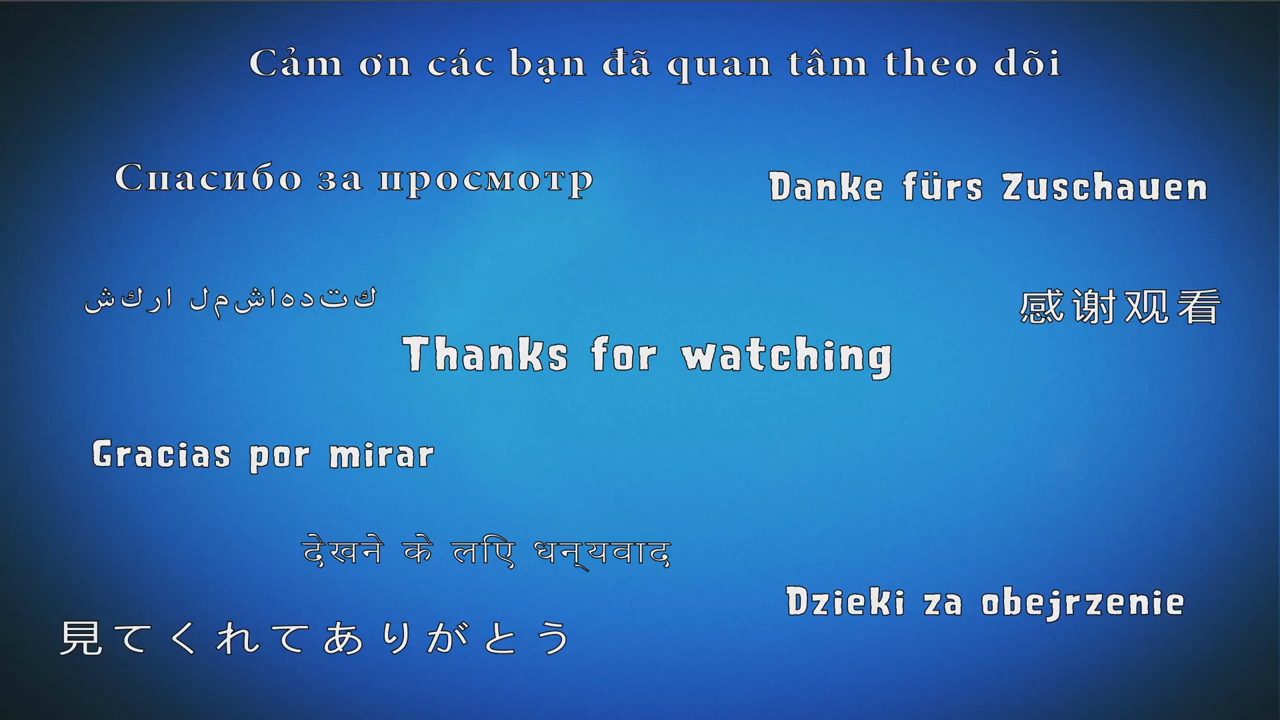 Cảm ơn các bạn đã quan tâm theo dõi
Спасибо за просмотр
Danke fürs Zuschauen
شكرا لمشاهدتك
感谢观看
Thanks for watching
Gracias por mirar
देखने के लिए धन्यवाद
Dzieki za obejrzenie
見てくれてありがとう